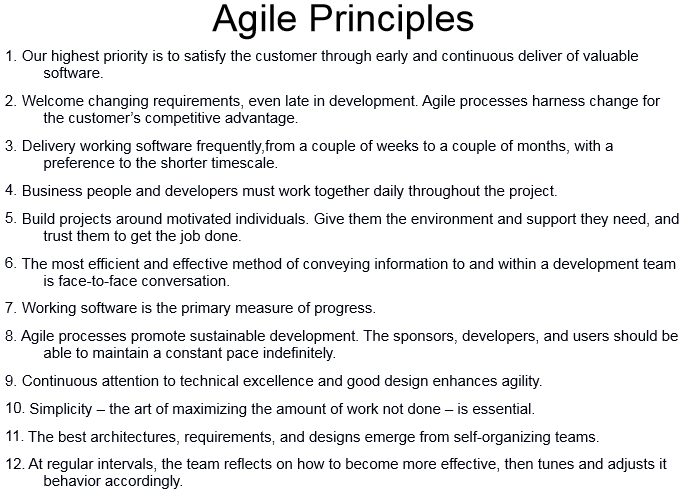 Agile Principles
1. Our highest priority is to satisfy the customer through early and continuous deliver of valuable
software.
2. Welcome changing requirements, even late in development. Agile processes harness change for
the customer’s competitive advantage.
3. Delivery working software frequently,from a couple of weeks to a couple of months, with a
preference to the shorter timescale.
4. Business people and developers must work together daily throughout the project.
5. Build projects around motivated individuals. Give them the environment and support they need, and
trust them to get the job done.
6. The most efficient and effective method of conveying information to and within a development team
is face-to-face conversation.
7. Working software is the primary measure of progress.
8. Agile processes promote sustainable development. The sponsors, developers, and users should be
able to maintain a constant pace indefinitely.
9. Continuous attention to technical excellence and good design enhances agility.
10. Simplicity – the art of maximizing the amount of work not done – is essential.
11. The best architectures, requirements, and designs emerge from self-organizing teams.
12. At regular intervals, the team reflects on how to become more effective, then tunes and adjusts it
behavior accordingly.